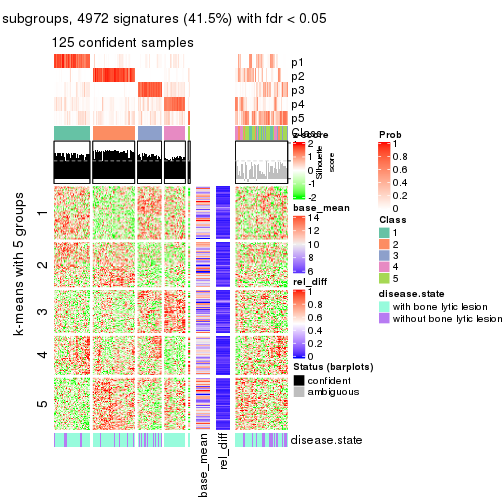 subgroups, 4972 signatures (41.5%) with fdr < 0.05
125 confident samples
p1
p2
p3
p4
p5
Class
k-means with 5 groups
1
2
3
4
5
base_mean
rel_diff
disease.state
z-score
2
1
0
-1
-2
Silhouette
score
base_mean
14
12
10
8
6
rel_diff
1
0.8
0.6
0.4
0.2
0
Status (barplots)
confident
ambiguous
Prob
1
0.8
0.6
0.4
0.2
0
Class
1
2
3
4
5
disease.state
with bone lytic lesion
without bone lytic lesion